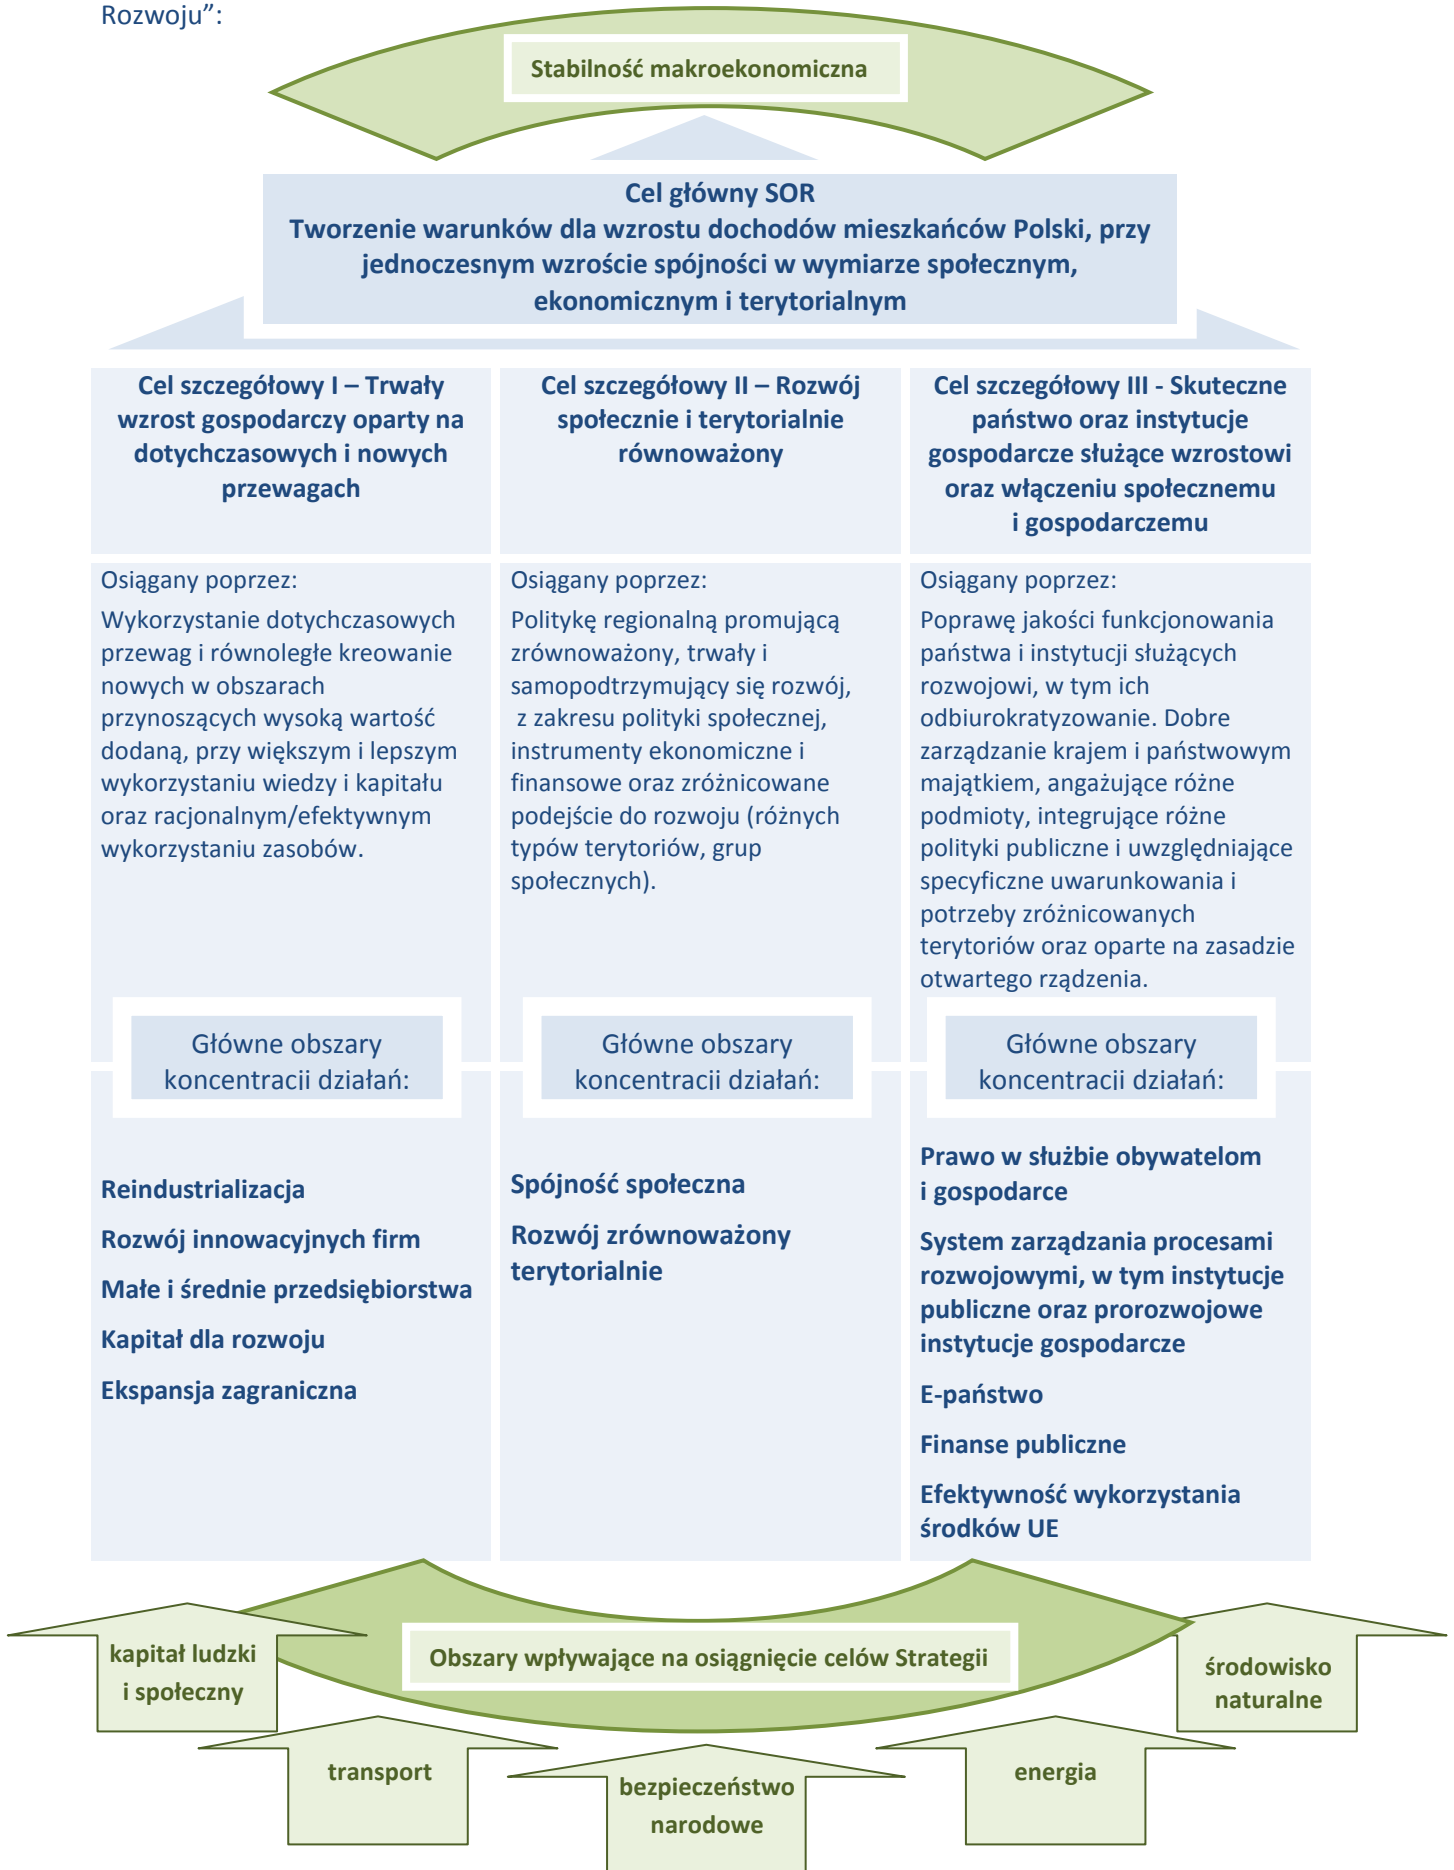 Rozwoju”:
Stabilność makroekonomiczna
Cel główny SOR
Tworzenie warunków dla wzrostu dochodów mieszkańców Polski, przy
jednoczesnym wzroście spójności w wymiarze społecznym,
ekonomicznym i terytorialnym
Cel szczegółowy I – Trwały
wzrost gospodarczy oparty na
dotychczasowych i nowych
przewagach
Cel szczegółowy II – Rozwój
społecznie i terytorialnie
równoważony
Cel szczegółowy III - Skuteczne
państwo oraz instytucje
gospodarcze służące wzrostowi
oraz włączeniu społecznemu
i gospodarczemu
Osiągany poprzez:
Wykorzystanie dotychczasowych
przewag i równoległe kreowanie
nowych w obszarach
przynoszących wysoką wartość
dodaną, przy większym i lepszym
wykorzystaniu wiedzy i kapitału
oraz racjonalnym/efektywnym
wykorzystaniu zasobów.
Osiągany poprzez:
Politykę regionalną promującą
zrównoważony, trwały i
samopodtrzymujący się rozwój,
z zakresu polityki społecznej,
instrumenty ekonomiczne i
finansowe oraz zróżnicowane
podejście do rozwoju (różnych
typów terytoriów, grup
społecznych).
Osiągany poprzez:
Poprawę jakości funkcjonowania
państwa i instytucji służących
rozwojowi, w tym ich
odbiurokratyzowanie. Dobre
zarządzanie krajem i państwowym
majątkiem, angażujące różne
podmioty, integrujące różne
polityki publiczne i uwzględniające
specyficzne uwarunkowania i
potrzeby zróżnicowanych
terytoriów oraz oparte na zasadzie
otwartego rządzenia.
Główne obszary
koncentracji działań:
Reindustrializacja
Rozwój innowacyjnych firm
Małe i średnie przedsiębiorstwa
Kapitał dla rozwoju
Ekspansja zagraniczna
Główne obszary
koncentracji działań:
Spójność społeczna
Rozwój zrównoważony
terytorialnie
Główne obszary
koncentracji działań:
Prawo w służbie obywatelom
i gospodarce
System zarządzania procesami
rozwojowymi, w tym instytucje
publiczne oraz prorozwojowe
instytucje gospodarcze
E-państwo
Finanse publiczne
Efektywność wykorzystania
środków UE
Obszary wpływające na osiągnięcie celów Strategii
kapitał ludzki
i społeczny
transport
bezpieczeństwo
narodowe
energia
środowisko
naturalne